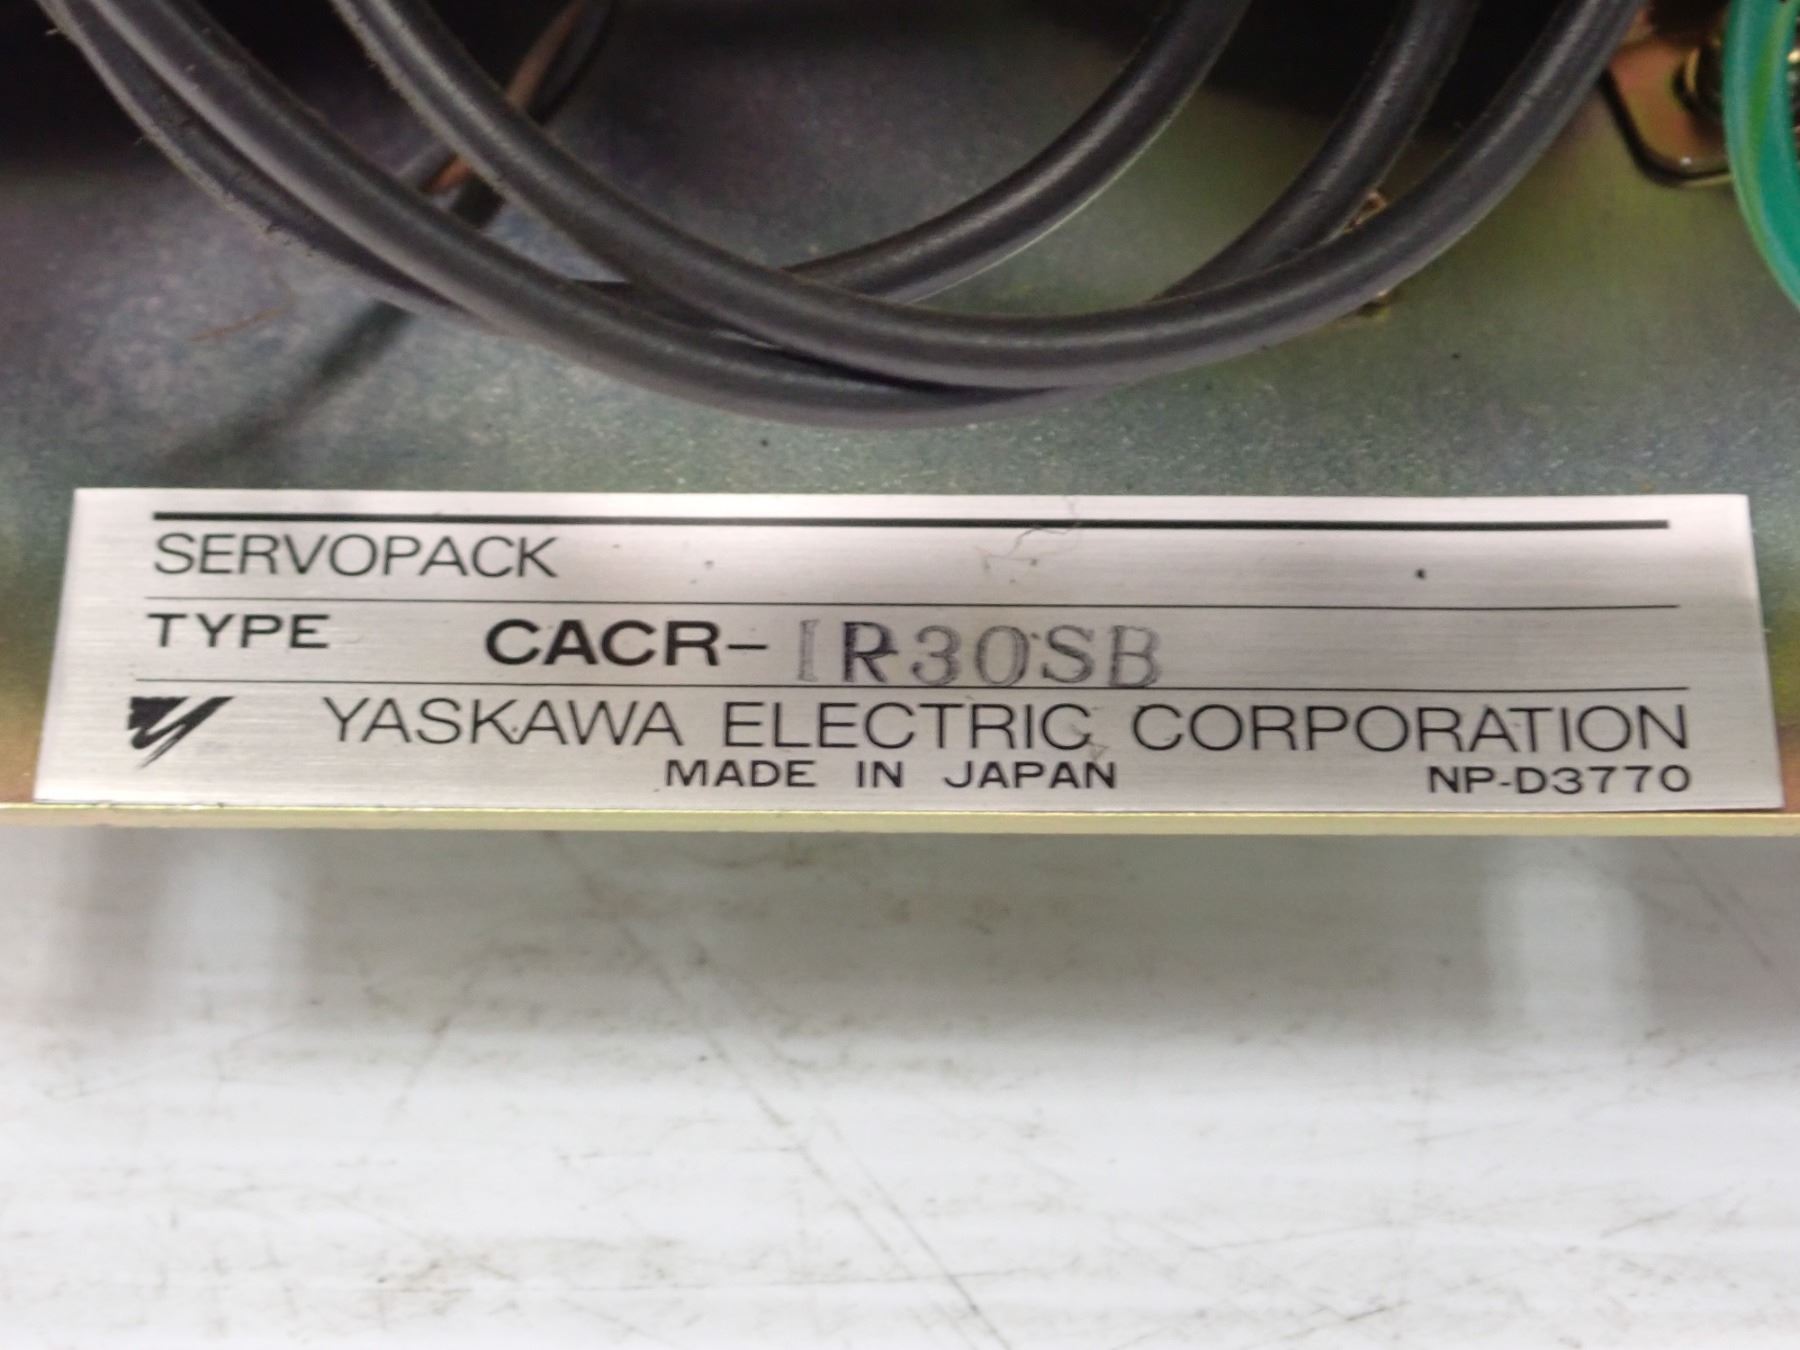 SERVOPACK
TYPE CACR-IR30SB
YASKAWA ELECTRIC CORPORATION
MADE IN JAPAN NP-D3770